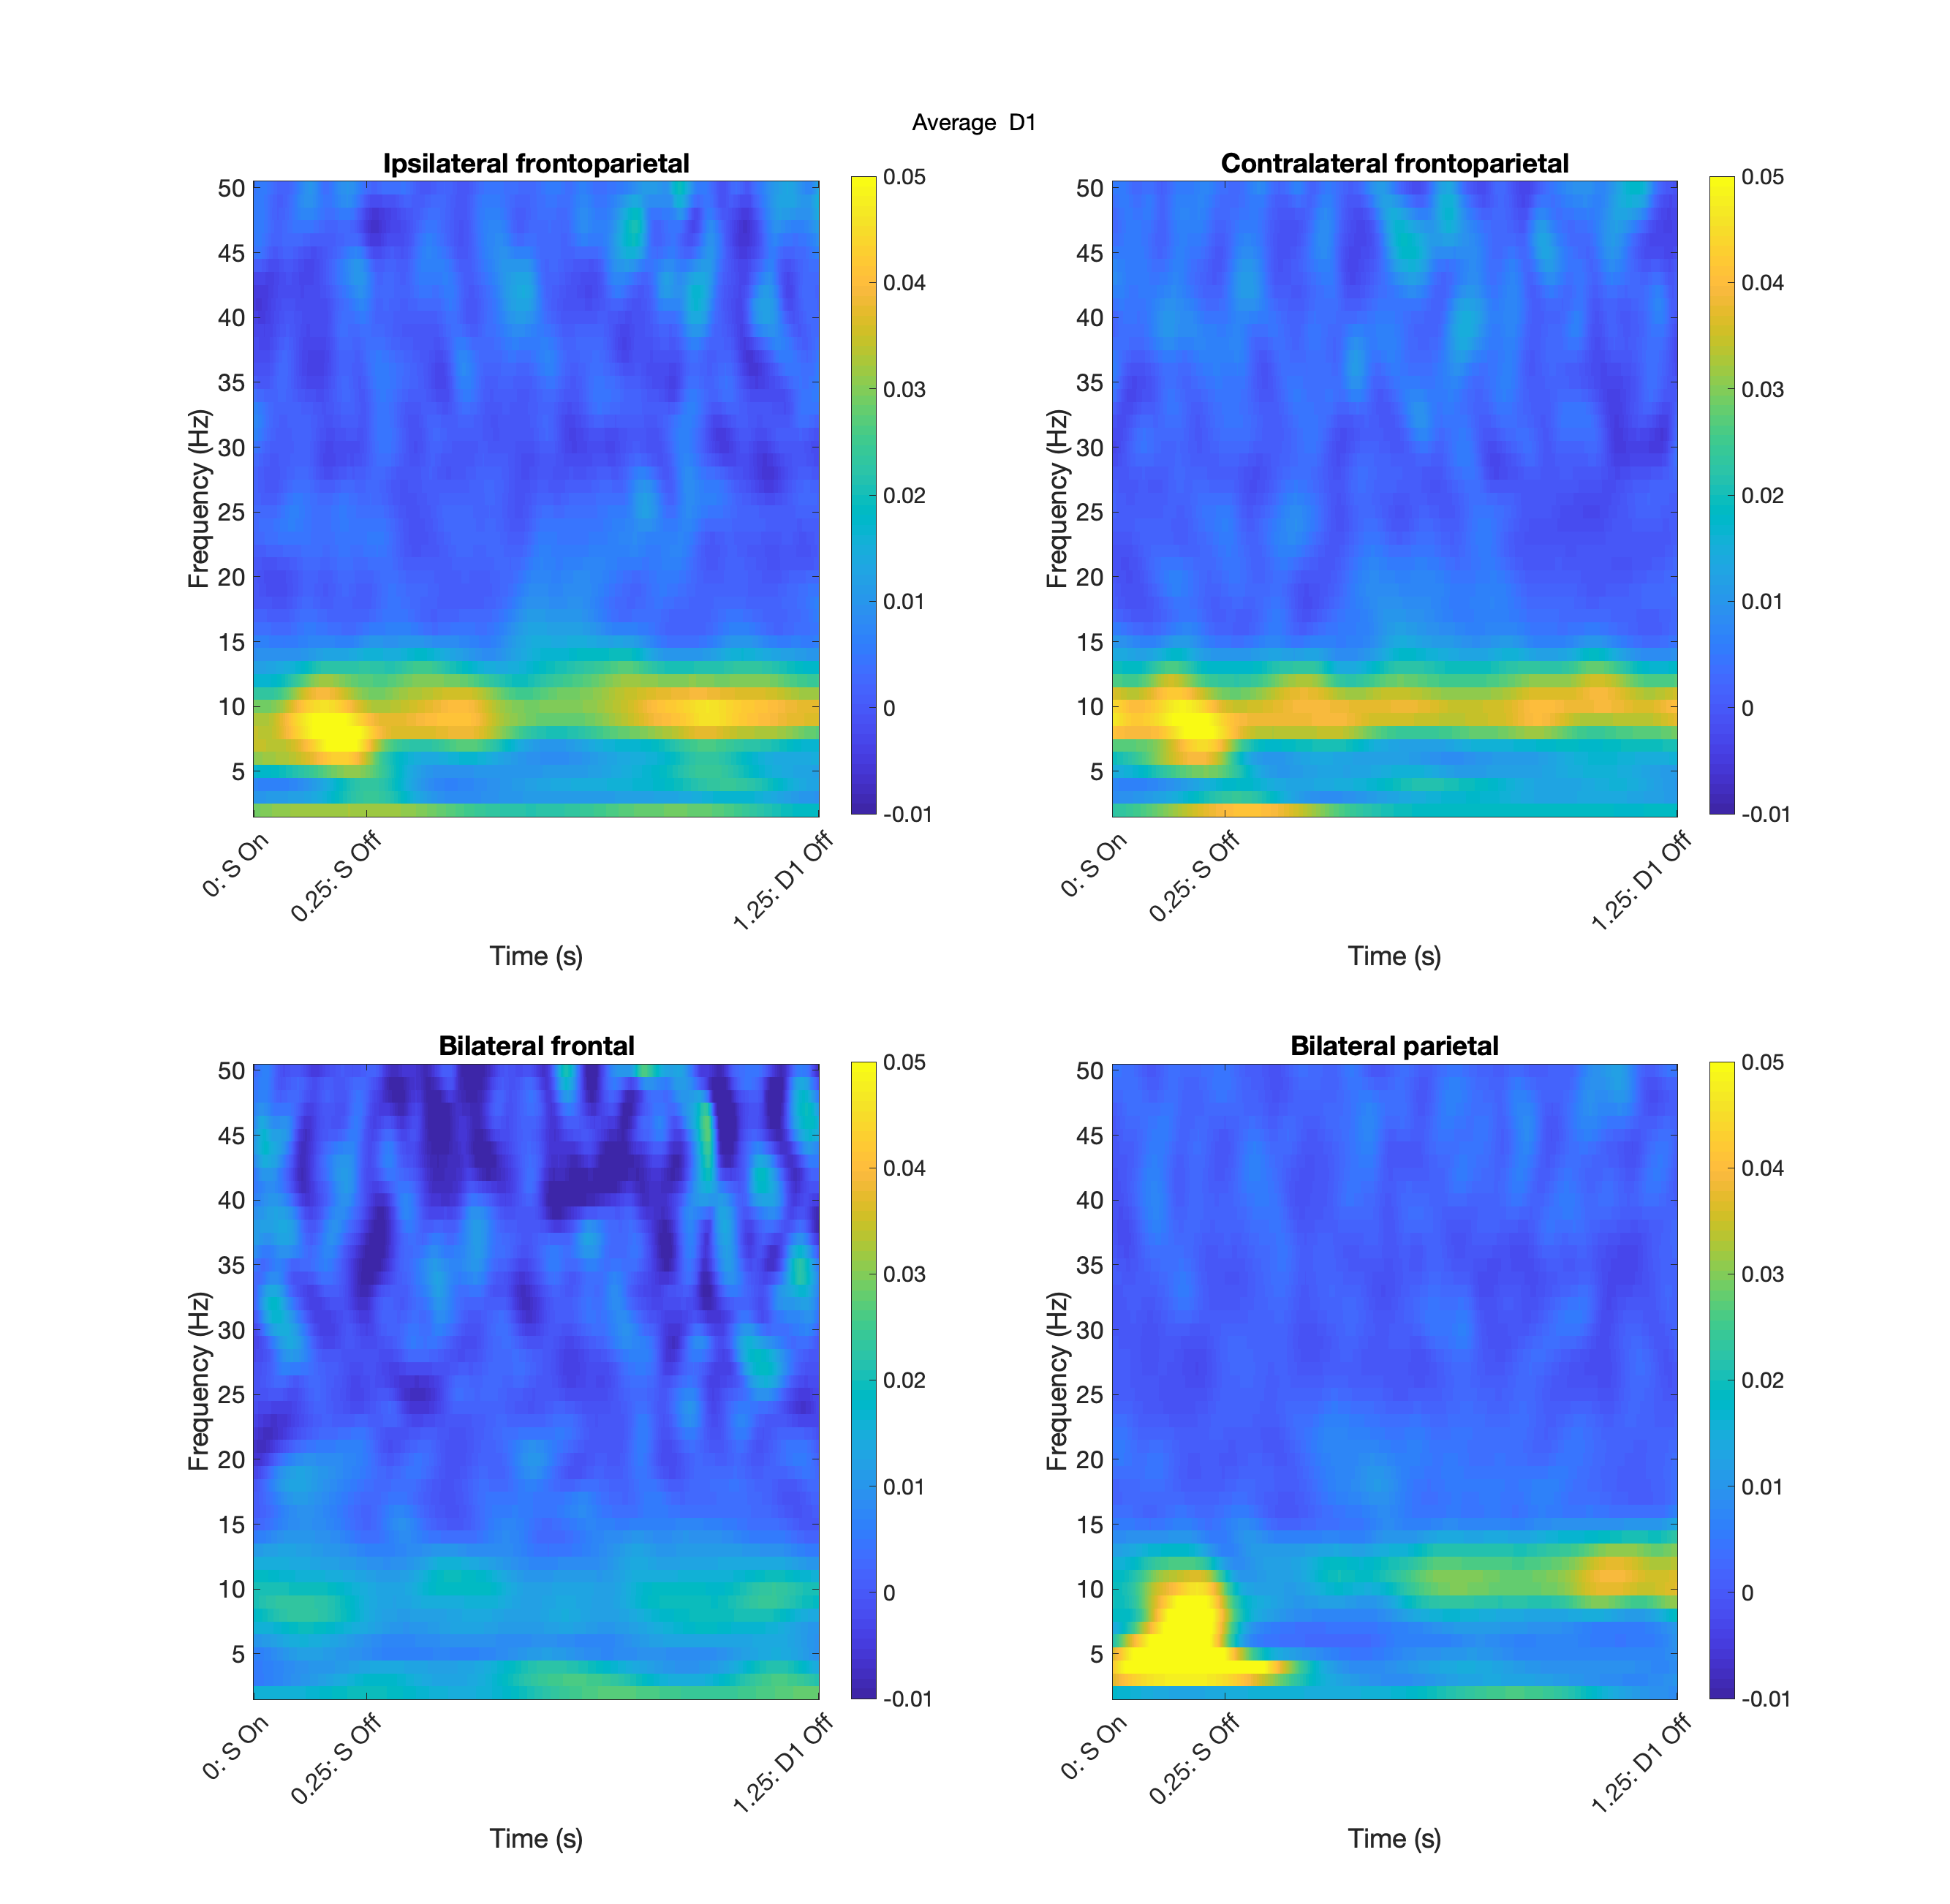 Average D1
Ipsilateral frontoparietal
50
45
40
35
30
25
20
15
10
5
Frequency (Hz)
0: S On
0.25: S Off
1.25: D1 Off
Time (s)
0.05
0.04
0.03
0.02
0.01
0
-0.01
Contralateral frontoparietal
50
45
40
35
30
25
20
15
10
5
Frequency (Hz)
0: S On
0.25: S Off
1.25: D1 Off
Time (s)
0.05
0.04
0.03
0.02
0.01
0
-0.01
Bilateral frontal
50
45
40
35
30
25
20
15
10
5
Frequency (Hz)
0: S On
0.25: S Off
1.25: D1 Off
Time (s)
0.05
0.04
0.03
0.02
0.01
0
-0.01
Bilateral parietal
50
45
40
35
30
25
20
15
10
5
Frequency (Hz)
0: S On
0.25: S Off
1.25: D1 Off
Time (s)
0.05
0.04
0.03
0.02
0.01
0
-0.01